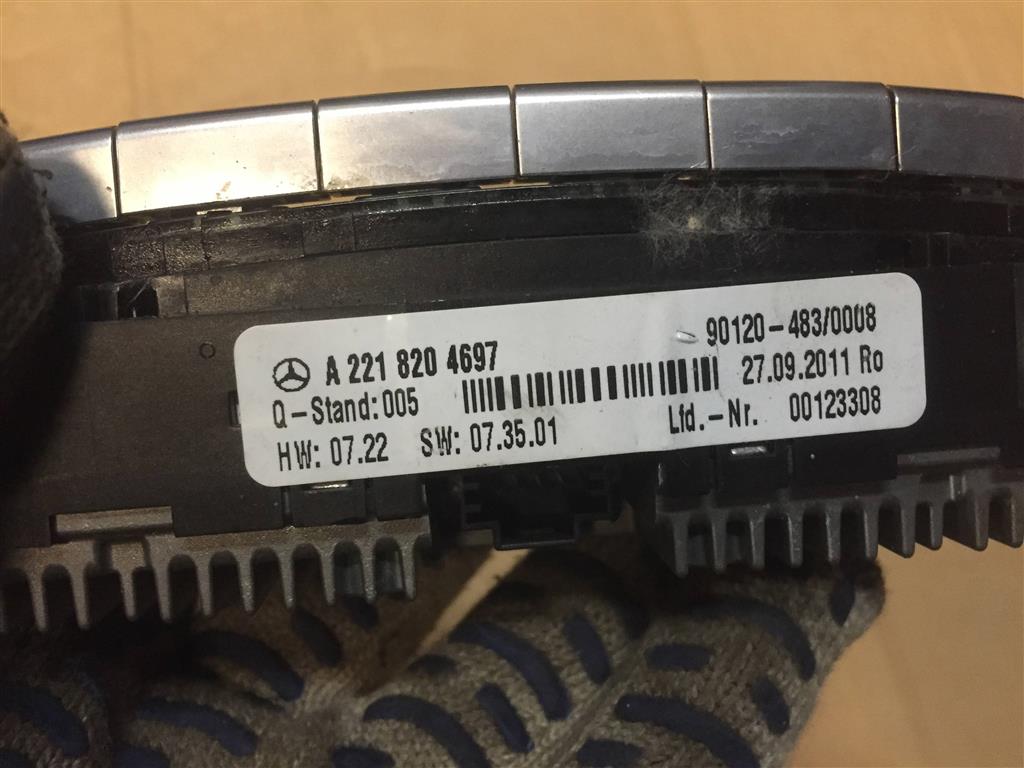 A 221 820 4697
90120-483/0008
Q-Stand: 005
27.09.2011 Ro
HW: 07.22 SW: 07.35.01
Lfd.-Nr. 00123308